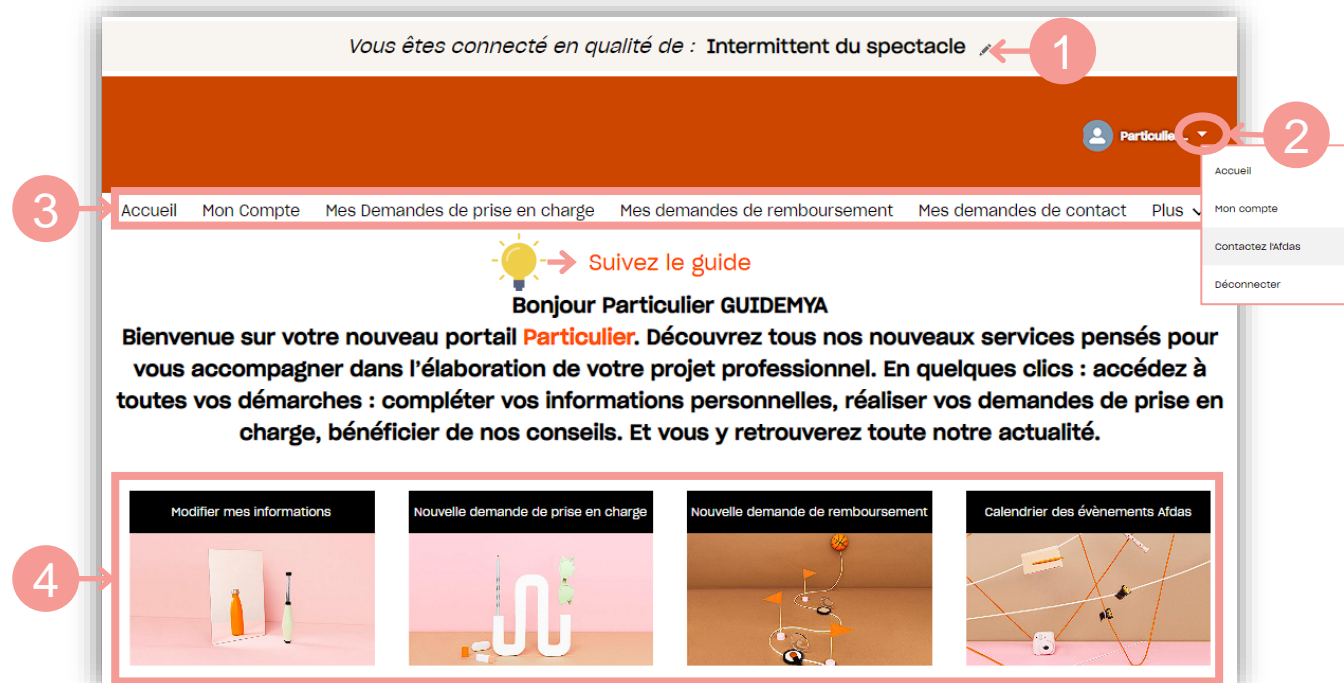 Vous êtes connecté en qualité de : Intermittent du spectacle
1
Particulie...
2
Accueil
Mon compte
Contactez l'Afdas
Déconnecter
3
Accueil Mon Compte Mes Demandes de prise en charge Mes demandes de remboursement Mes demandes de contact Plus
Suivez le guide
Bonjour Particulier GUIDEMYA
Bienvenue sur votre nouveau portail Particulier. Découvrez tous nos nouveaux services pensés pour
vous accompagner dans l'élaboration de votre projet professionnel. En quelques clics : accédez à
toutes vos démarches : compléter vos informations personnelles, réaliser vos demandes de prise en
charge, bénéficier de nos conseils. Et vous y retrouverez toute notre actualité.
4
Modifier mes informations
Nouvelle demande de prise en charge
Nouvelle demande de remboursement
Calendrier des évènements Afdas